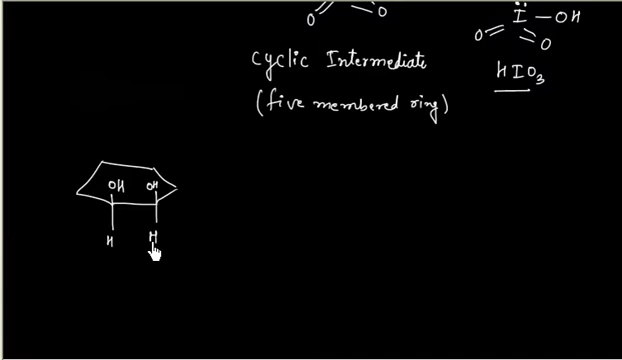 O O
I — OH
O O
Cyclic Intermediate
HIO3
(five membered ring)
OH OH
H H